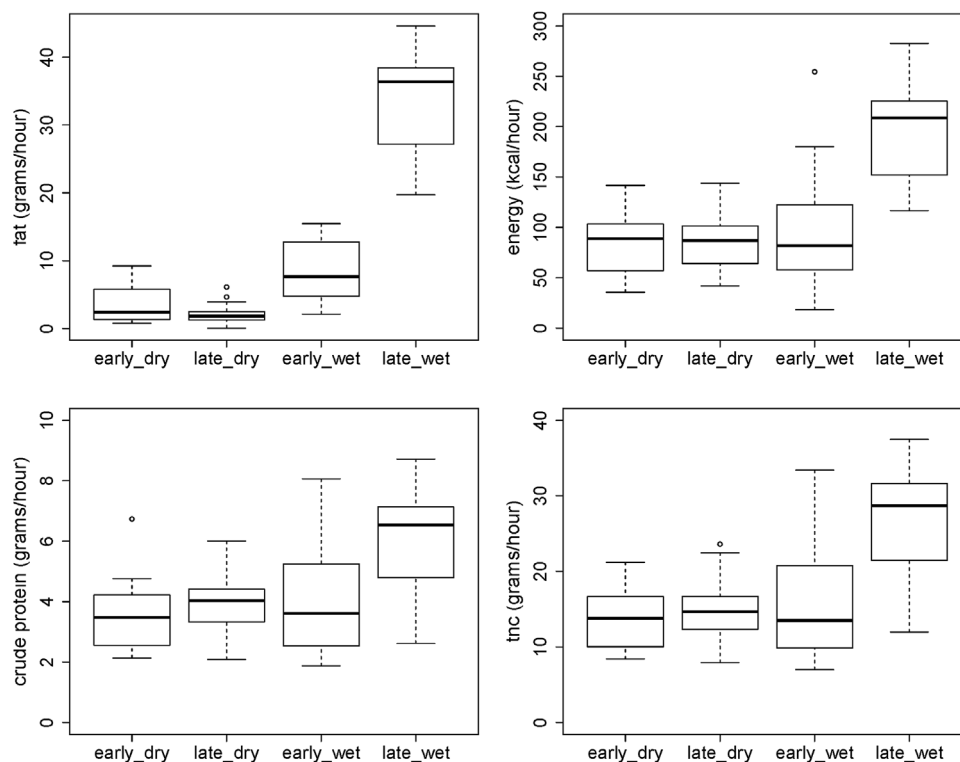 fat (grams/hour)
0 10 20 30 40
early_dry late_dry early_wet late_wet
energy (kcal/hour)
0 50 100 150 200 250 300
early_dry late_dry early_wet late_wet
crude protein (grams/hour)
0 2 4 6 8 10
early_dry late_dry early_wet late_wet
tnc (grams/hour)
0 10 20 30 40
early_dry late_dry early_wet late_wet